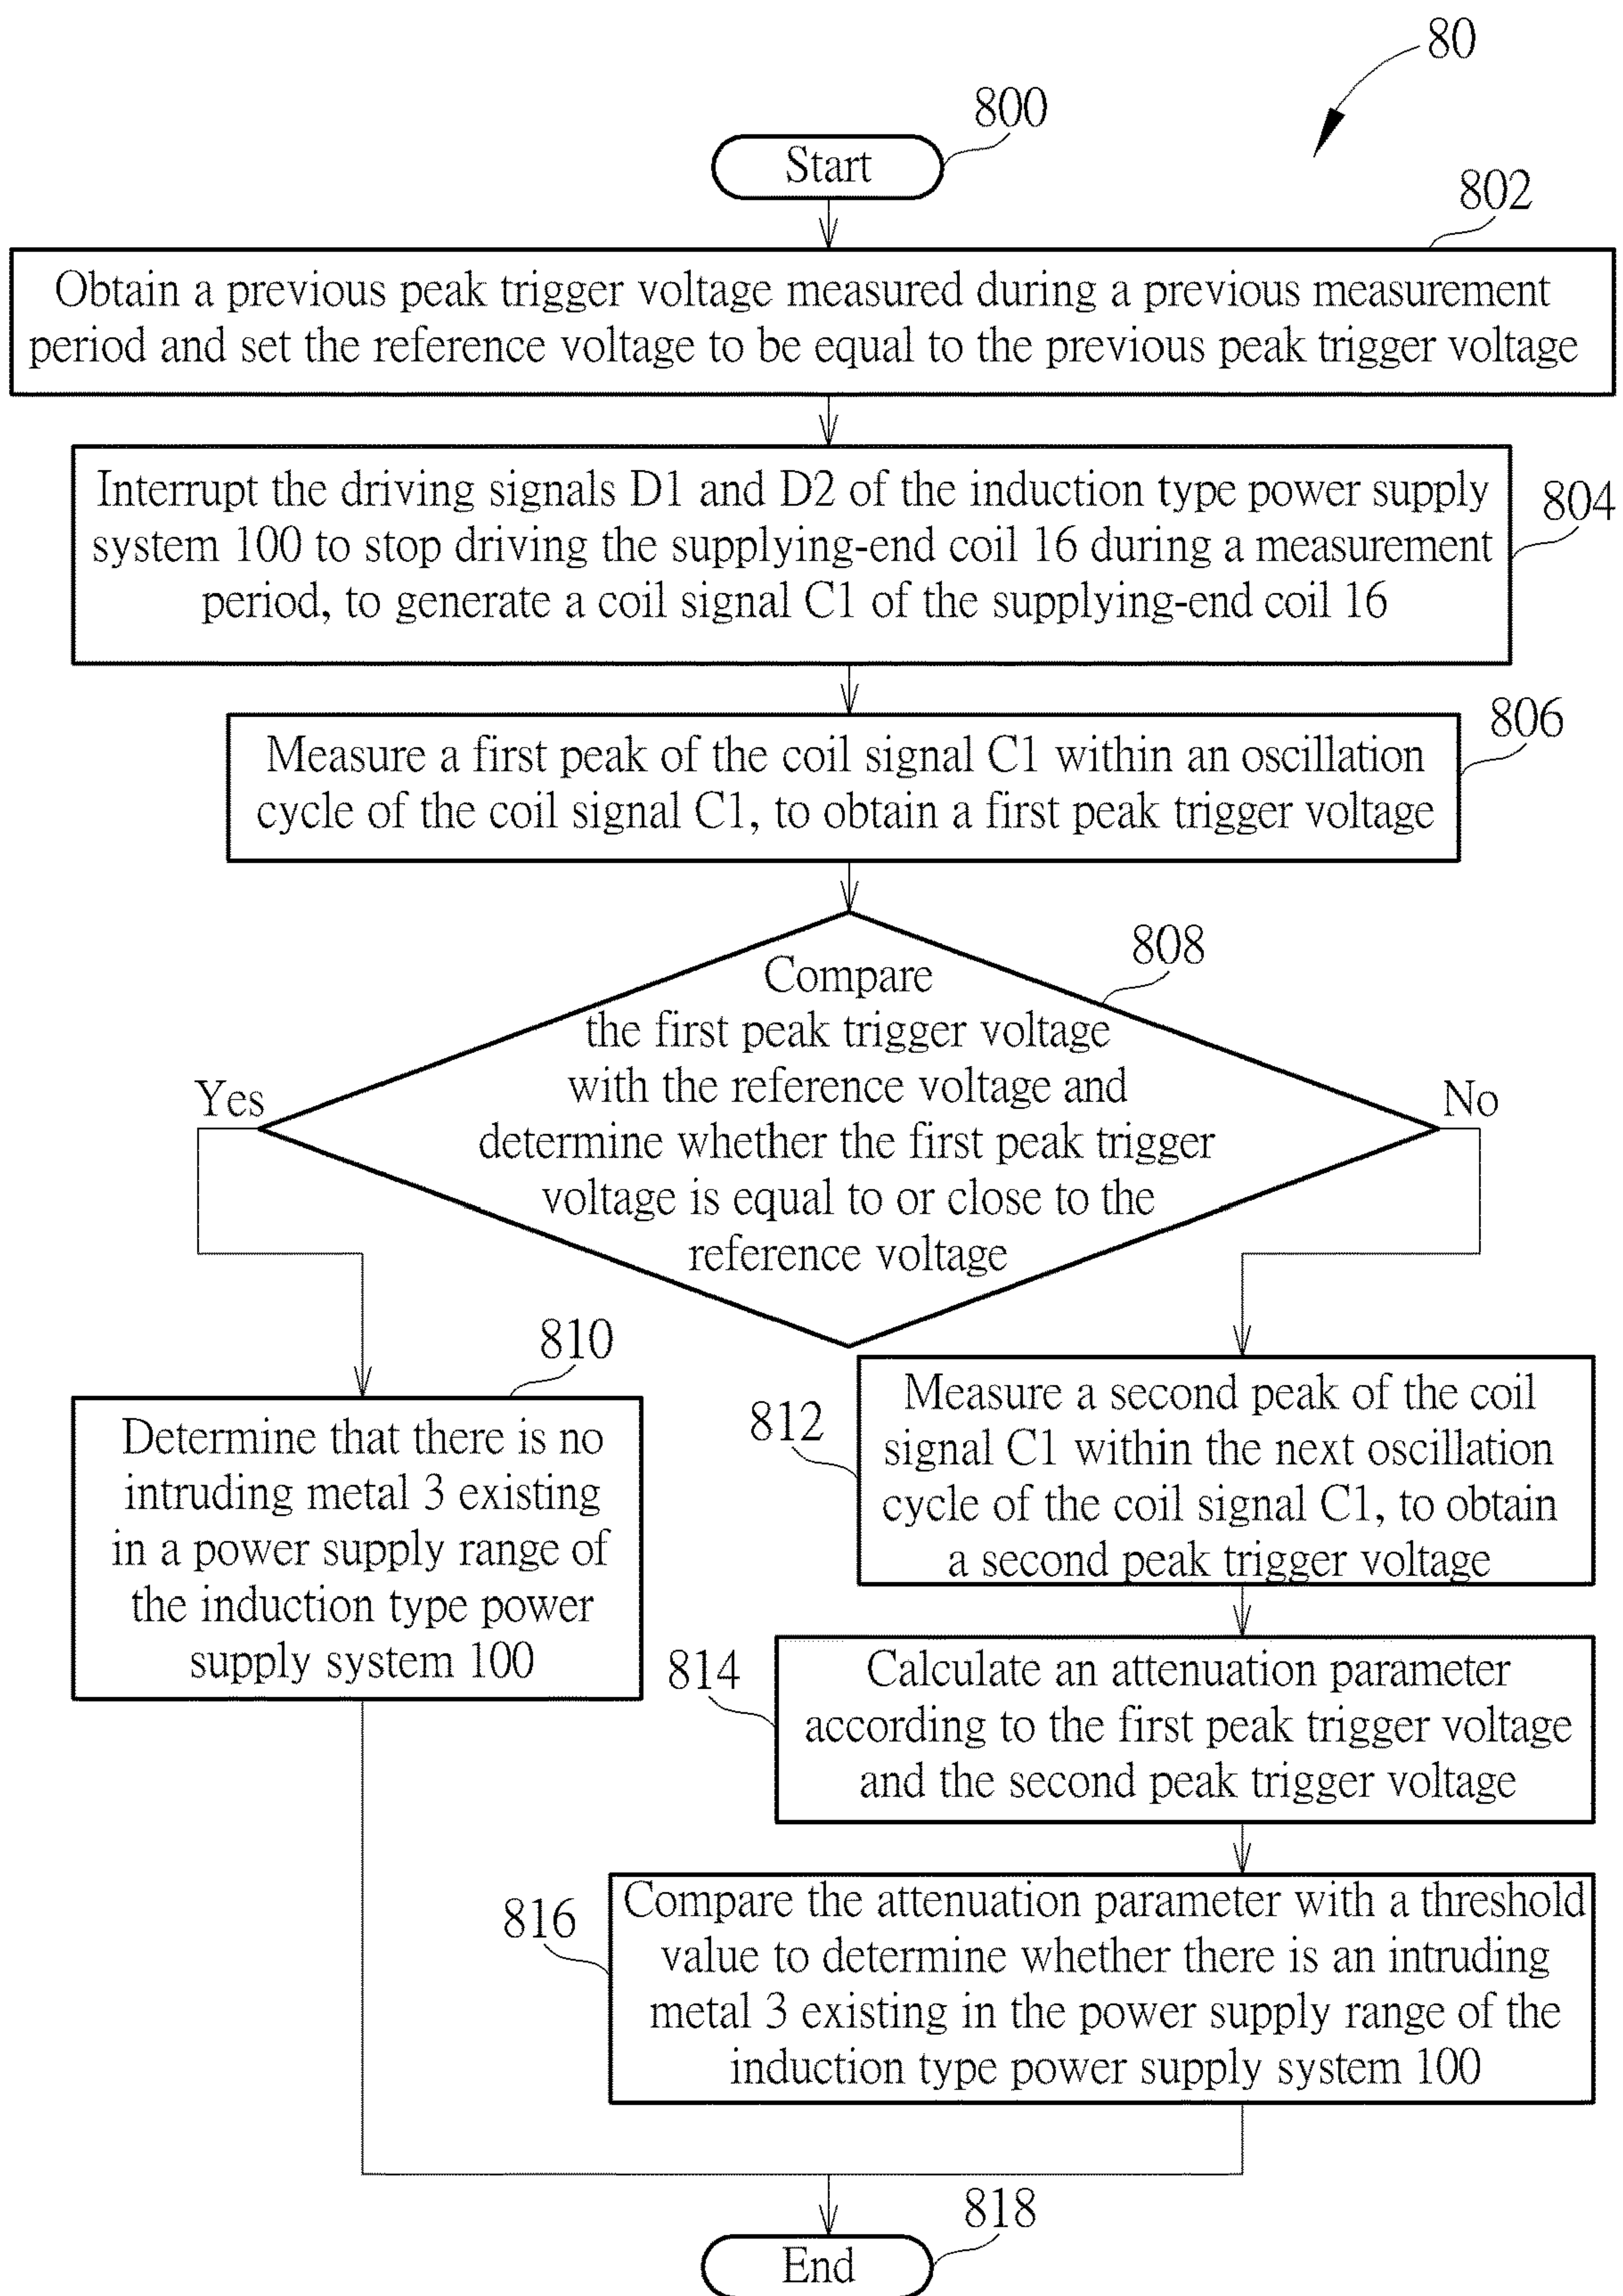 80
800
Start
802
Obtain a previous peak trigger voltage measured during a previous measurement
period and set the reference voltage to be equal to the previous peak trigger voltage
Interrupt the driving signals D1 and D2 of the induction type power supply
system 100 to stop driving the supplying-end coil 16 during a measurement
period, to generate a coil signal C1 of the supplying-end coil 16
804
806
Measure a first peak of the coil signal C1 within an oscillation
cycle of the coil signal C1, to obtain a first peak trigger voltage
808
Compare
the first peak trigger voltage
with the reference voltage and
determine whether the first peak trigger
voltage is equal to or close to the
reference voltage
Yes
No
810
Determine that there is no
intruding metal 3 existing
in a power supply range of
the induction type power
supply system 100
812
Measure a second peak of the coil
signal C1 within the next oscillation
cycle of the coil signal C1, to obtain
a second peak trigger voltage
814
Calculate an attenuation parameter
according to the first peak trigger voltage
and the second peak trigger voltage
816
Compare the attenuation parameter with a threshold
value to determine whether there is an intruding
metal 3 existing in the power supply range of the
induction type power supply system 100
818
End